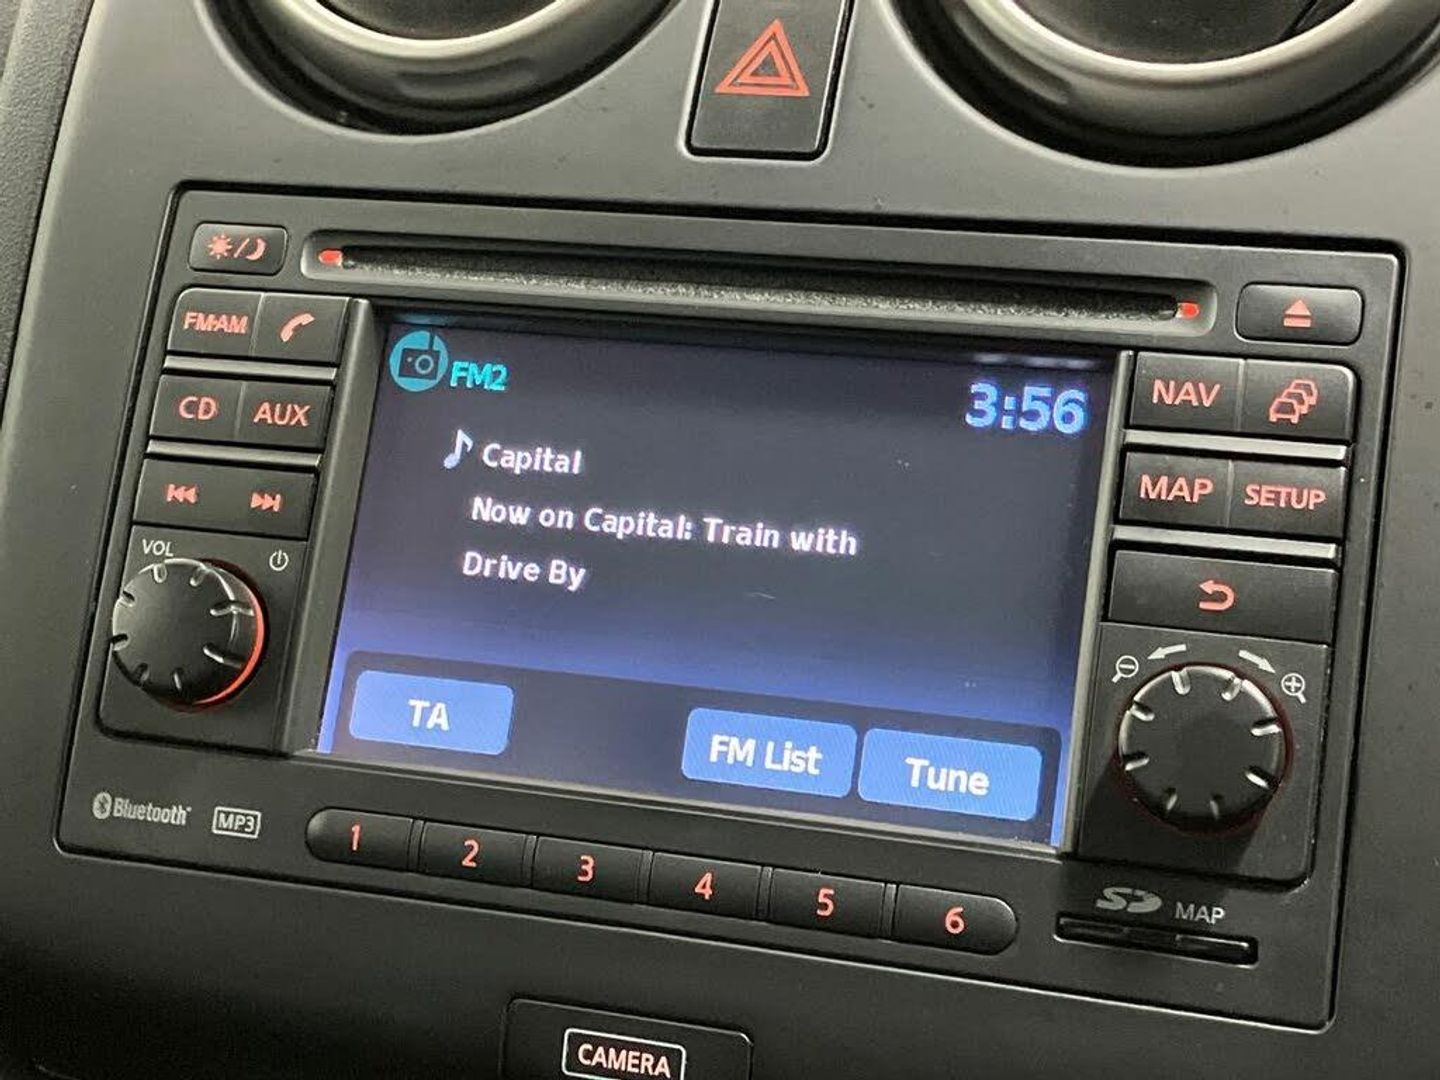 FM·AM
CD
AUX
VOL
FM2
3:56
Capital
Now on Capital: Train with
Drive By
TA
FM List
Tune
NAV
MAP
SETUP
Bluetooth
MP3
1
2
3
4
5
6
SD
MAP
CAMERA